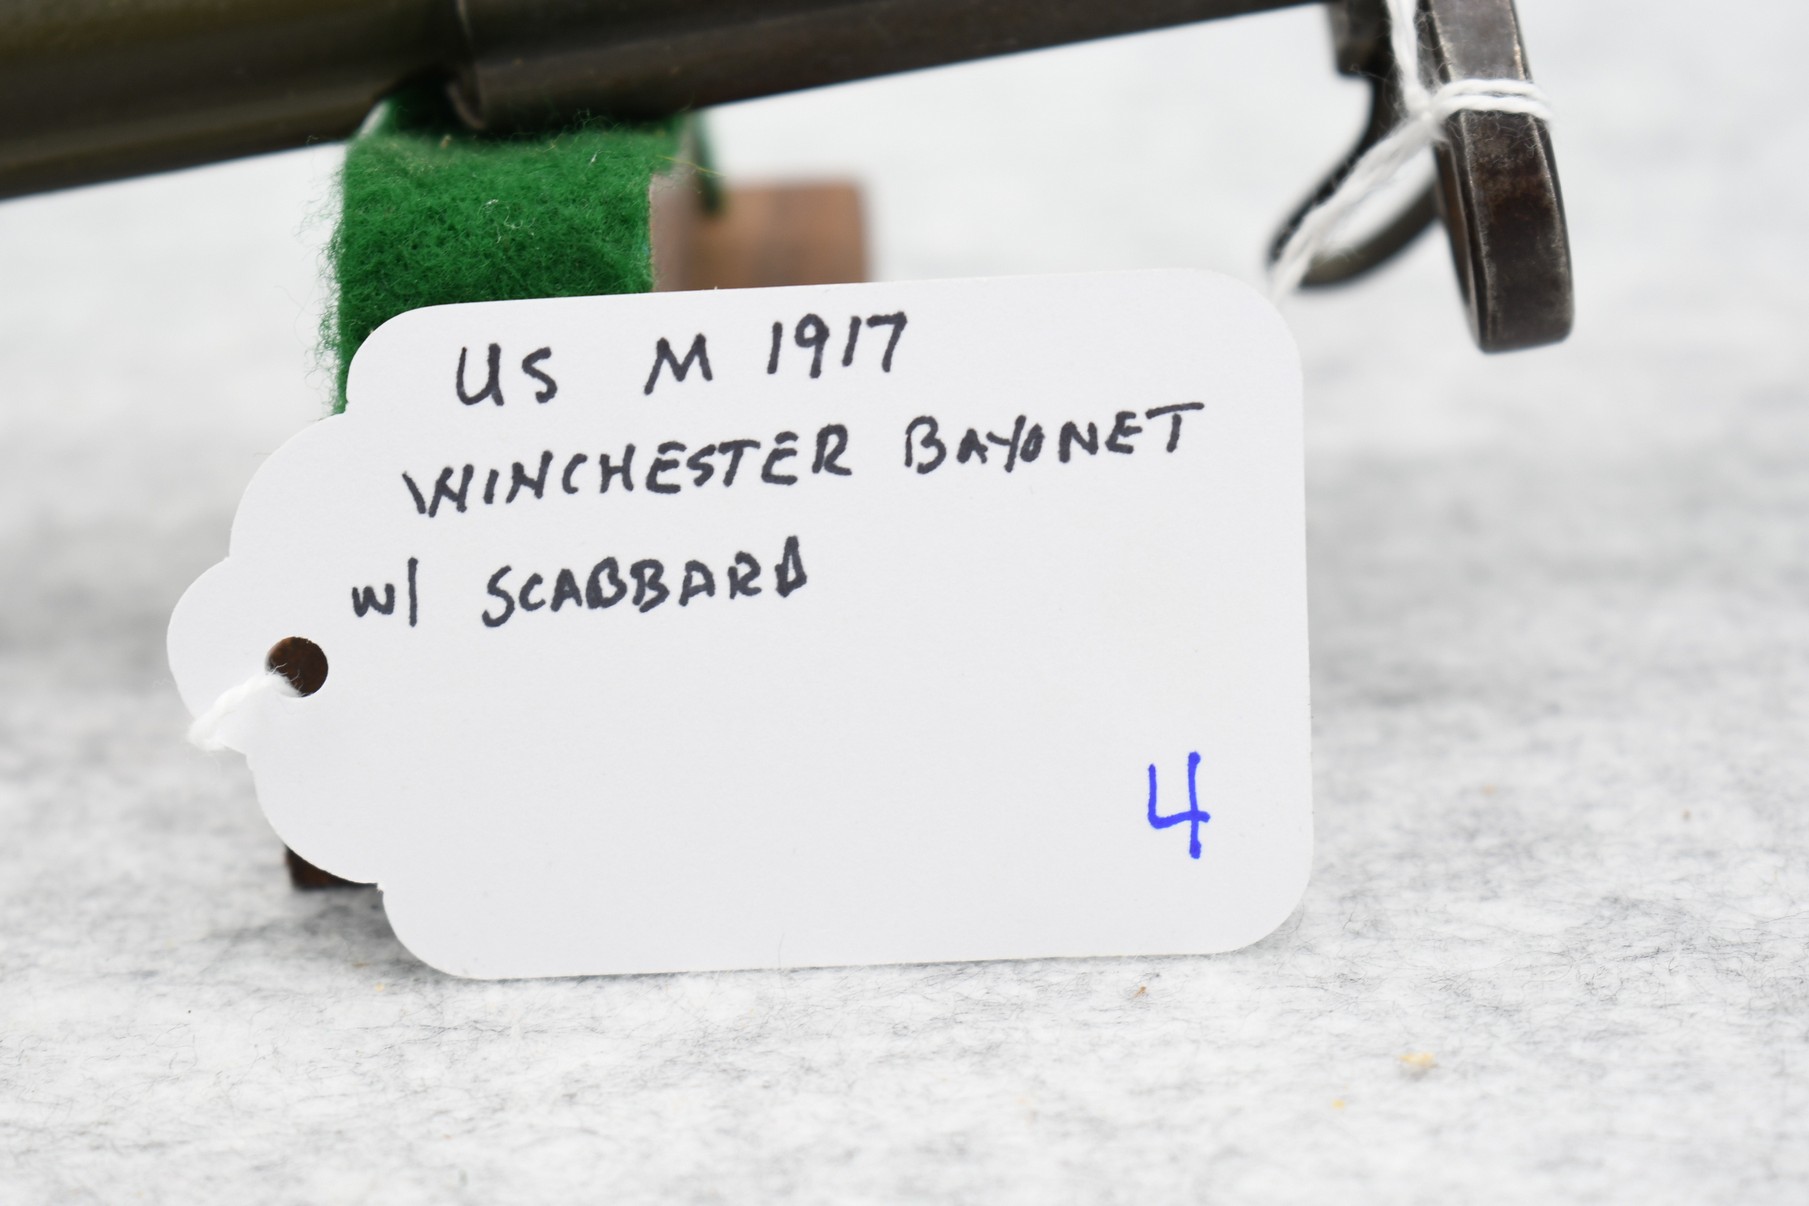 US M 1917
WINCHESTER BAYONET
w/ SCABBARD
4